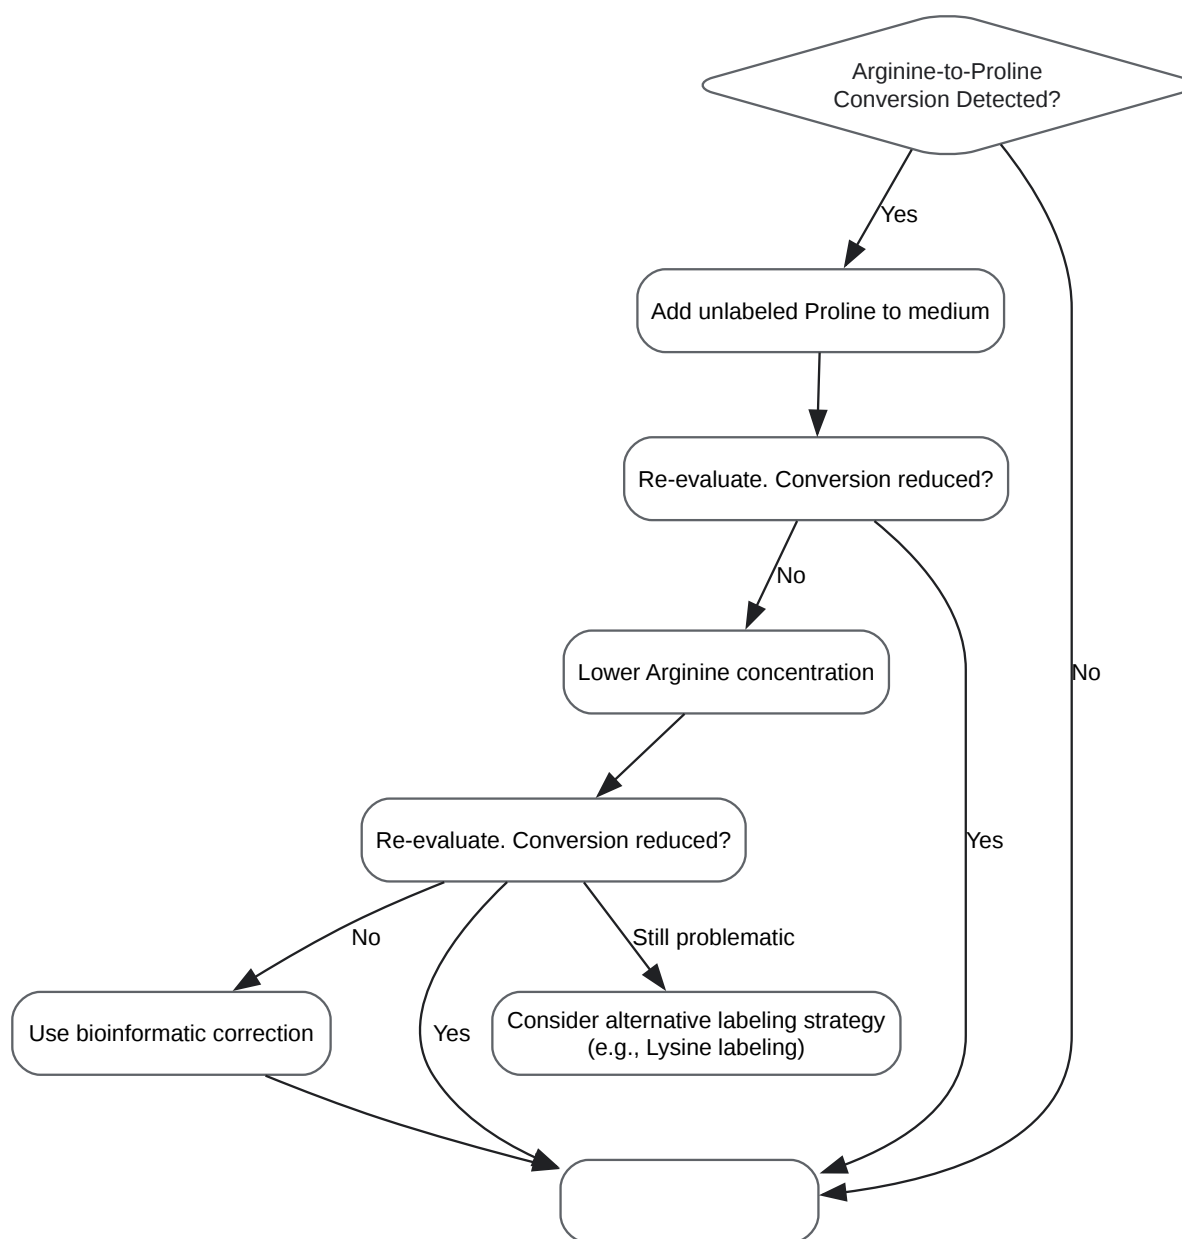 Arginine-to-Proline
Conversion Detected?
Yes
Add unlabeled Proline to medium
Re-evaluate. Conversion reduced?
No
Lower Arginine concentration
No
Re-evaluate. Conversion reduced?
Yes
No
Still problematic
Use bioinformatic correction
Yes
Consider alternative labeling strategy
(e.g., Lysine labeling)